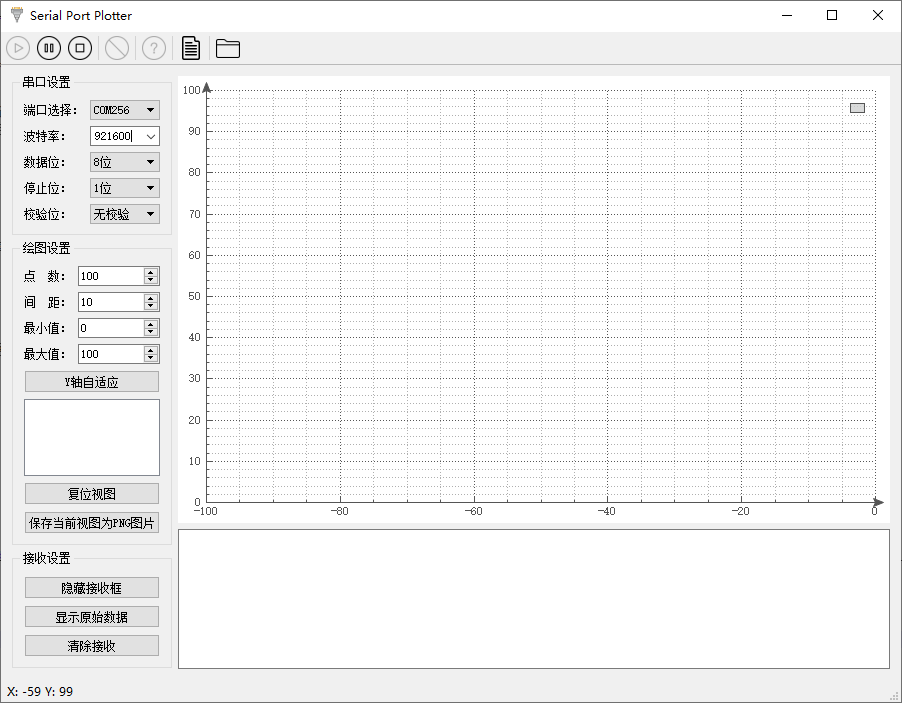 Serial Port Plotter
串口设置
端口选择： COM256
波特率： 921600
数据位： 8位
停止位： 1位
校验位： 无校验
绘图设置
点 数： 100
间 距： 10
最小值： 0
最大值： 100
Y轴自适应
复位视图
保存当前视图为PNG图片
接收设置
隐藏接收框
显示原始数据
清除接收
100
90
80
70
60
50
40
30
20
10
0
-100 -80 -60 -40 -20 0
X: -59 Y: 99